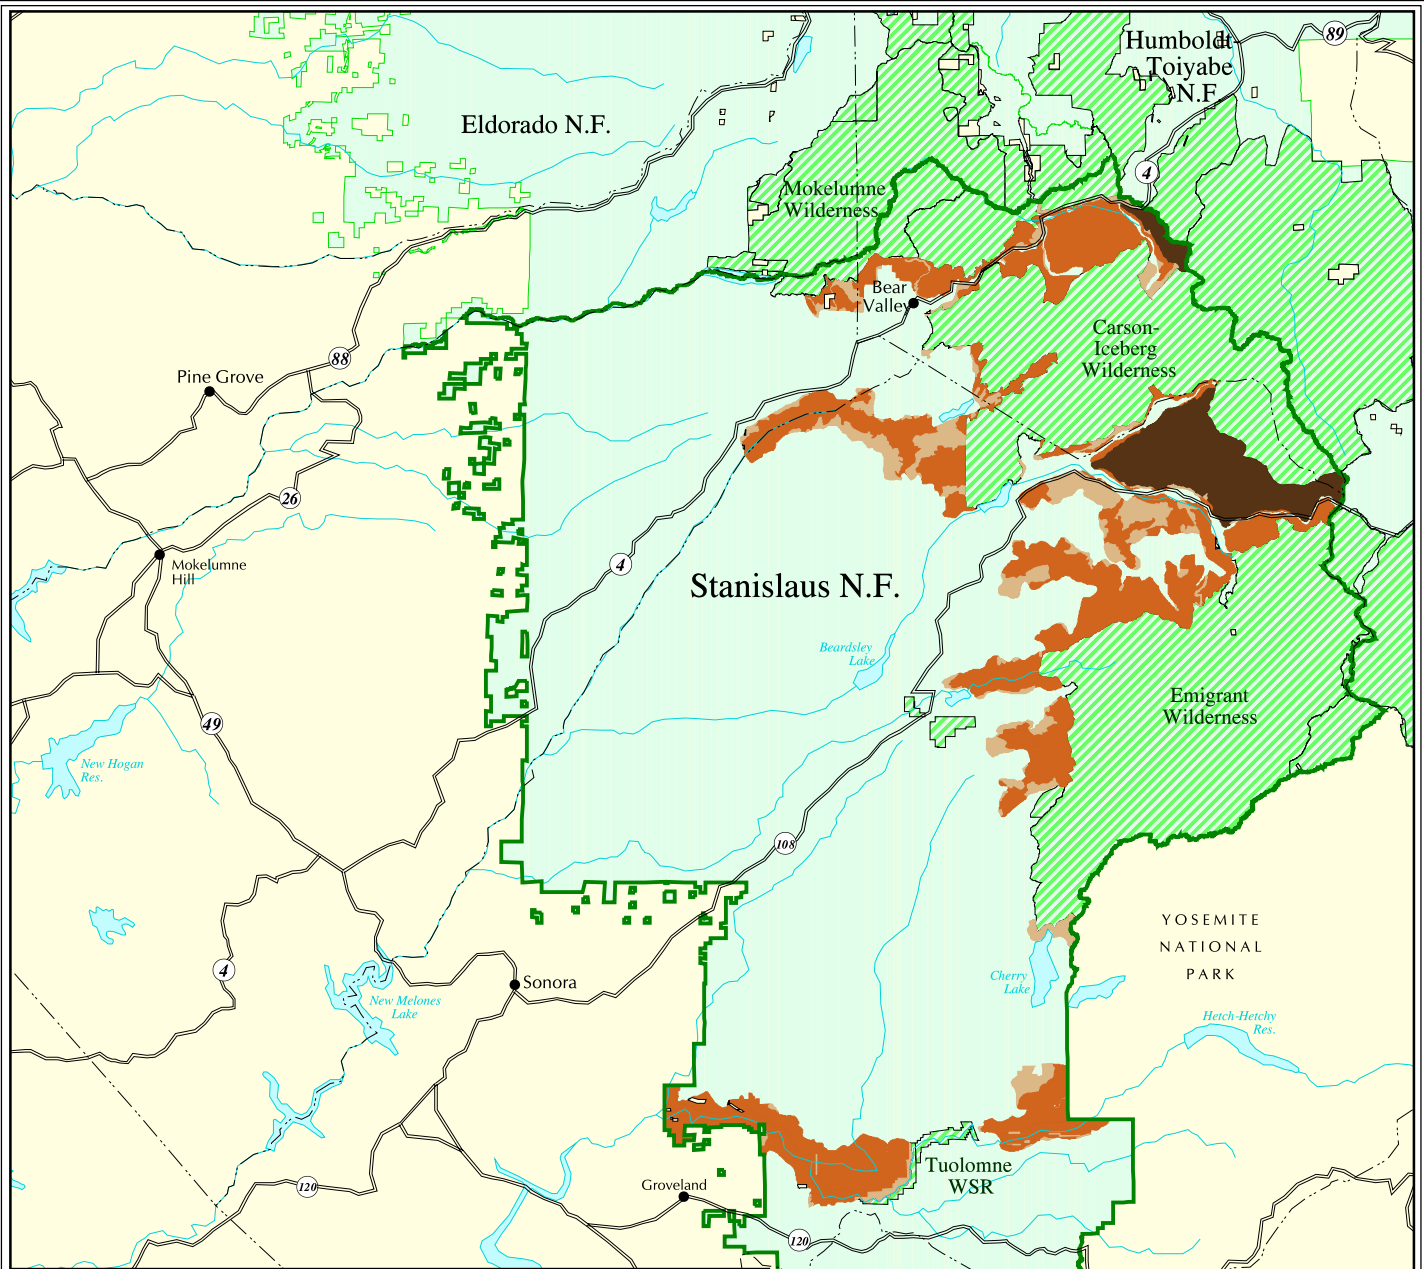 Humboldt-
Toiyabe
N.F.
89
Eldorado N.F.
4
Mokelumne
Wilderness
Bear
Valley
Carson-
Iceberg
Wilderness
88
Pine Grove
26
Mokelumne
Hill
4
Stanislaus N.F.
Beardsley
Lake
Emigrant
Wilderness
49
New Hogan
Res.
108
YOSEMITE
NATIONAL
PARK
4
Sonora
Cherry
Lake
New Melones
Lake
Hetch-Hetchy
Res.
Tuolomne
WSR
120
Groveland
120